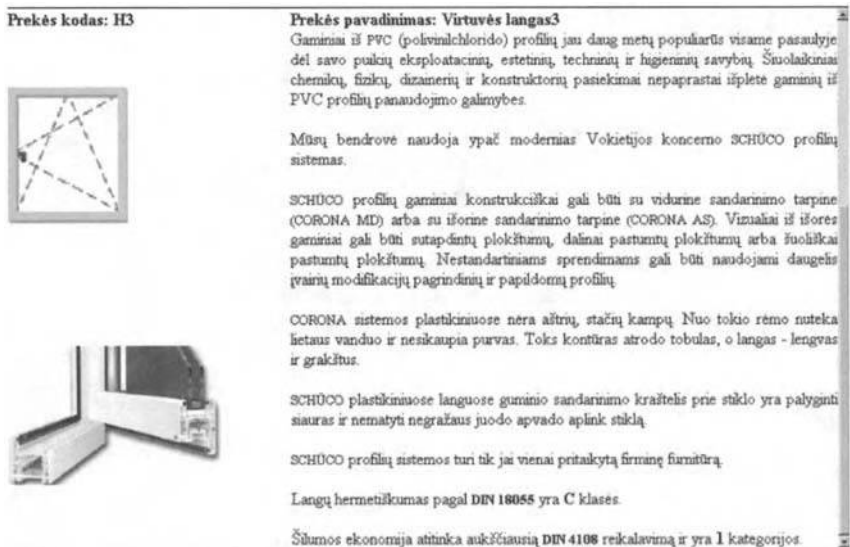 Prekės kodas: H3
Prekės pavadinimas: Virtuvės langas3
Gaminiai iš PVC (polivinilchlorido) profilių jau daug metų populiarūs visame pasaulyje
dėl savo puikių eksploatacinių, estetinių, techninių ir higieninių savybių. Šiuolaikiniai
chemikų, fizikų, dizainerių ir konstruktorių pasiekimai nepaprastai išplėtė gaminių iš
PVC profilių panaudojimo galimybes.
Mūsų bendrovė naudoja ypač modernias Vokietijos koncerno SCHÜCO profilių
sistemas.
SCHÜCO profilių gaminiai konstrukciškai gali būti su vidurine sandarinimo tarpine
(CORONA MD) arba su išorine sandarinimo tarpine (CORONA AS). Vizualiai iš išorės
gaminiai gali būti sutapdintų plokštumų, dalinai pastumtų plokštumų arba šuoliškai
pastumtų plokštumų. Nestandartiniams sprendimams gali būti naudojami daugelis
įvairių modifikacijų pagrindinių ir papildomų profilių.
CORONA sistemos plastikiniuose nėra aštrių, stačių kampų. Nuo tokio rėmo nuteka
lietaus vanduo ir nesikaupia purvas. Toks kontūras atrodo tobulas, o langas - lengvas
ir grakštus.
SCHÜCO plastikiniuose languose guminio sandarinimo kraštelis prie stiklo yra palyginti
siauras ir nematyti negražaus juodo apvado aplink stiklą.
SCHÜCO profilių sistemos turi tik jai vienai pritaikytą firminę furnitūrą.
Langų hermetiškumas pagal DIN 18055 yra C klasės.
Šilumos ekonomija atitinka aukščiausią DIN 4108 reikalavimą ir yra 1 kategorijos.